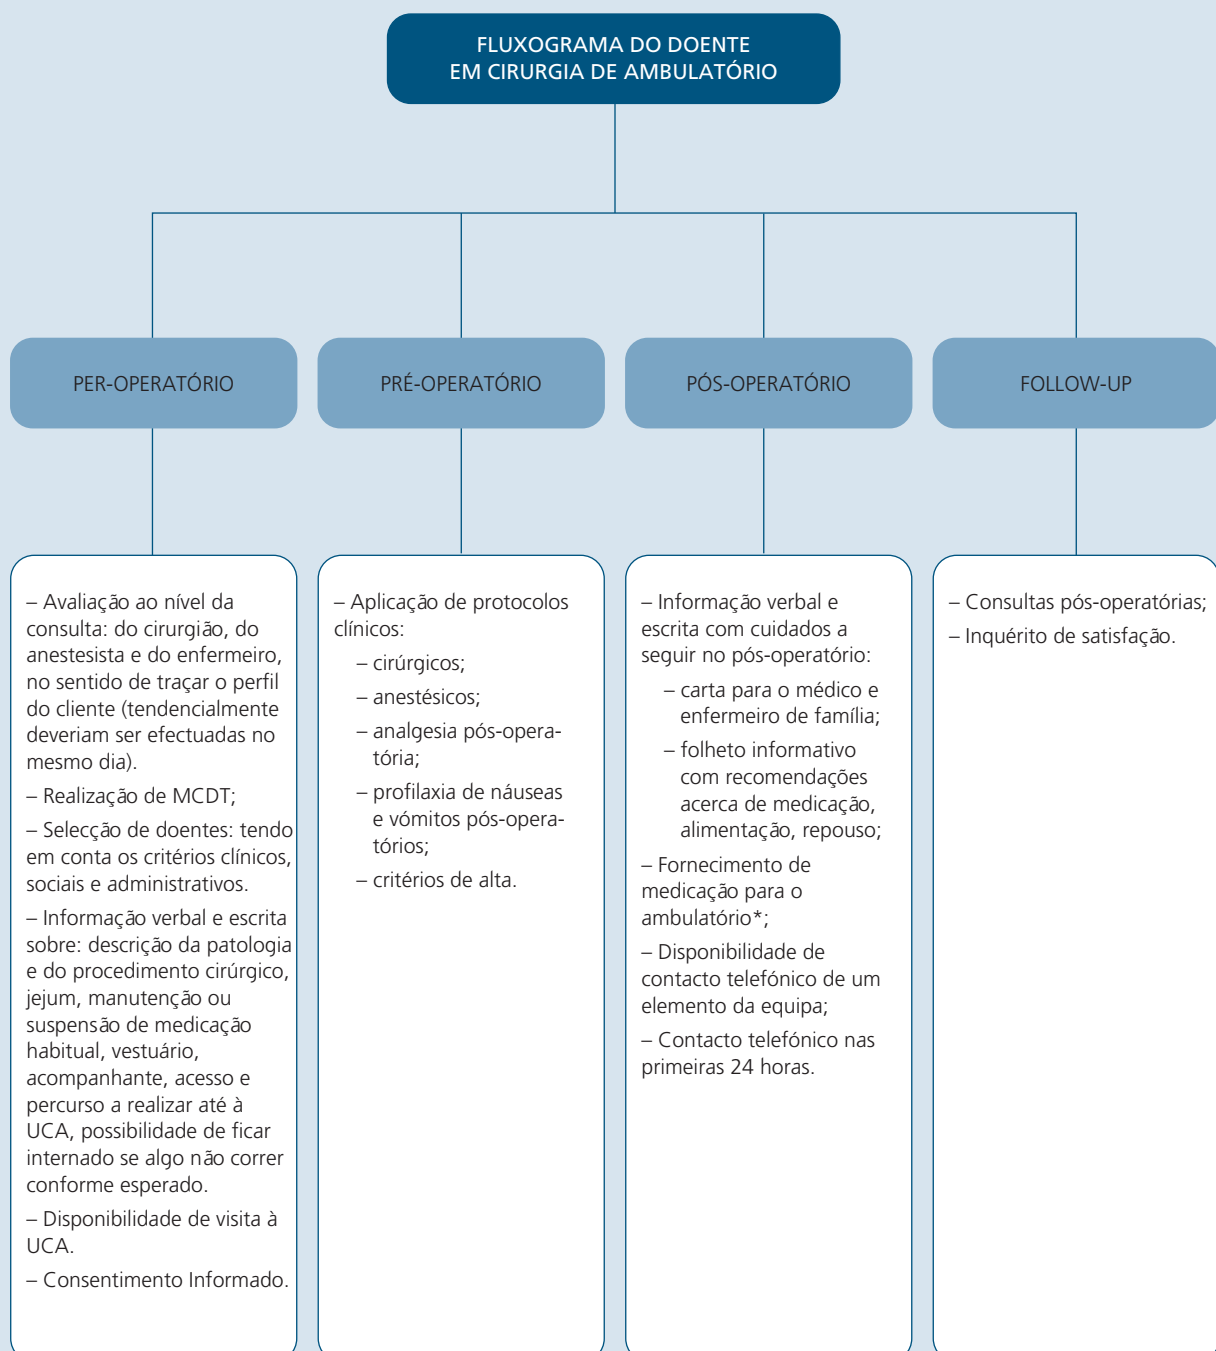 FLUXOGRAMA DO DOENTE
EM CIRURGIA DE AMBULATÓRIO
PER-OPERATÓRIO
PRÉ-OPERATÓRIO
PÓS-OPERATÓRIO
FOLLOW-UP
– Avaliação ao nível da
consulta: do cirurgião, do
anestesista e do enfermeiro,
no sentido de traçar o perfil
do cliente (tendencialmente
deveriam ser efectuadas no
mesmo dia).
– Realização de MCDT;
– Selecção de doentes: tendo
em conta os critérios clínicos,
sociais e administrativos.
– Informação verbal e escrita
sobre: descrição da patologia
e do procedimento cirúrgico,
jejum, manutenção ou
suspensão de medicação
habitual, vestuário,
acompanhante, acesso e
percurso a realizar até à
UCA, possibilidade de ficar
internado se algo não correr
conforme esperado.
– Disponibilidade de visita à
UCA.
– Consentimento Informado.
– Aplicação de protocolos
clínicos:
– cirúrgicos;
– anestésicos;
– analgesia pós-opera-
tória;
– profilaxia de náuseas
e vómitos pós-opera-
tórios;
– critérios de alta.
– Informação verbal e
escrita com cuidados a
seguir no pós-operatório:
– carta para o médico e
enfermeiro de família;
– folheto informativo
com recomendações
acerca de medicação,
alimentação, repouso;
– Fornecimento de
medicação para o
ambulatório*;
– Disponibilidade de
contacto telefónico de um
elemento da equipa;
– Contacto telefónico nas
primeiras 24 horas.
– Consultas pós-operatórias;
– Inquérito de satisfação.